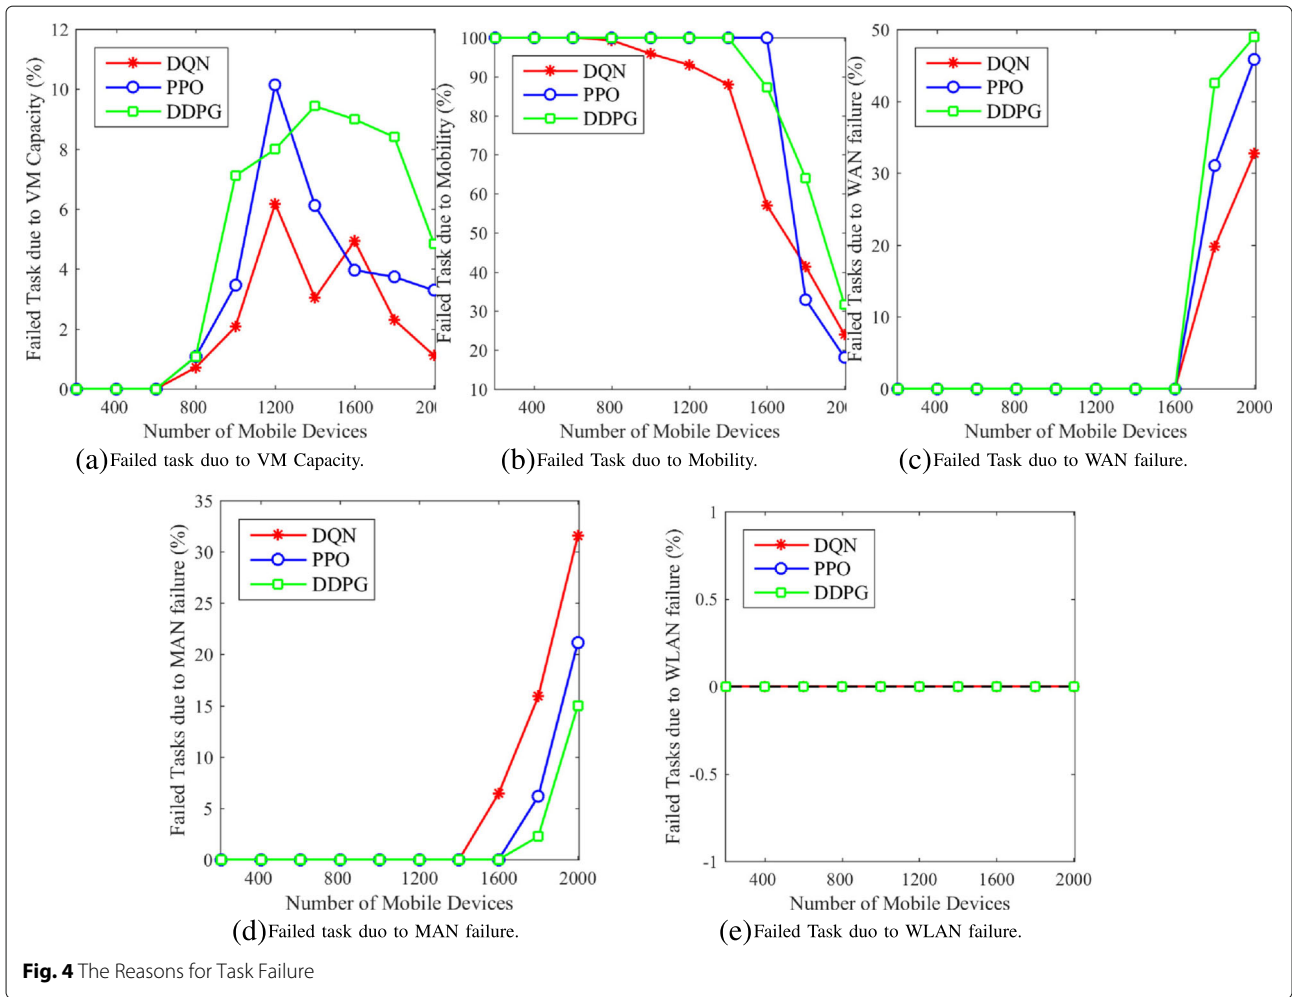 12
10
8
6
4
2
0
Failed Task due to VM Capacity (%)
DQN
PPO
DDPG
400 800 1200 1600 200
Number of Mobile Devices
(a)Failed task duo to VM Capacity.
100
90
80
100
70
60
50
40
30
20
10
Failed Task due to Mobility (%)
DQN
PPO
DDPG
400 800 1200 1600 200
Number of Mobile Devices
(b)Failed Task duo to Mobility.
50
40
30
20
10
0
Failed Tasks due to WAN failure (%)
DQN
PPO
DDPG
400 800 1200 1600 2000
Number of Mobile Devices
(c)Failed Task duo to WAN failure.
35
30
25
20
15
10
5
0
Failed Tasks due to MAN failure (%)
DQN
PPO
DDPG
400 800 1200 1600 2000
Number of Mobile Devices
(d)Failed task duo to MAN failure.
1
0.5
0
-0.5
-1
Failed Tasks due to WLAN failure (%)
DQN
PPO
DDPG
400 800 1200 1600 2000
Number of Mobile Devices
(e)Failed Task duo to WLAN failure.
Fig. 4 The Reasons for Task Failure